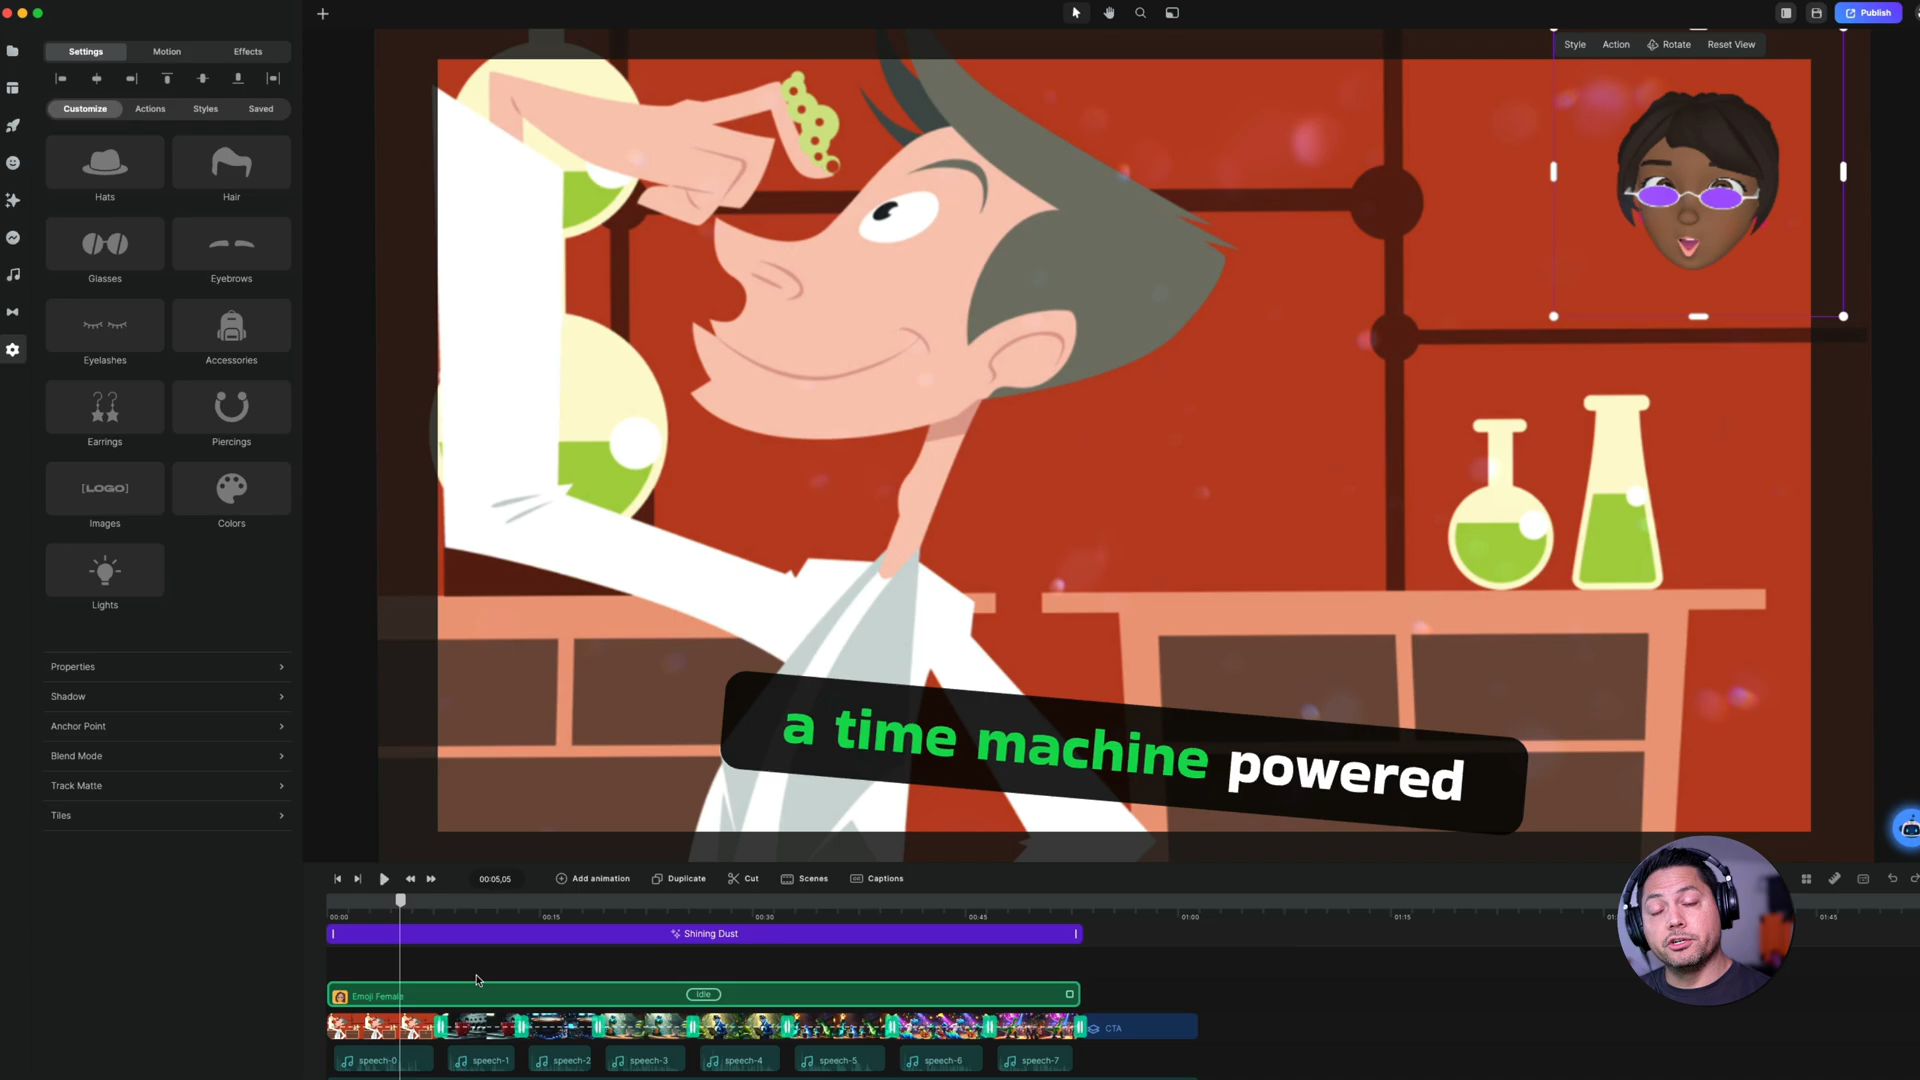 Publish
Settings
Motion
Effects
Style
Action
Rotate
Reset View
Customize
Actions
Styles
Saved
Hats
Hair
Glasses
Eyebrows
Eyelashes
Accessories
Earrings
Piercings
[LOGO]
Images
Colors
Lights
Properties
Shadow
Anchor Point
Blend Mode
Track Matte
Tiles
a time machine powered
00:05,05
Add animation
Duplicate
Cut
Scenes
Captions
00:00
00:15
00:30
00:45
01:00
01:15
01:45
Shining Dust
Emoji Female
Idle
CTA
speech-0
speech-1
speech-2
speech-3
speech-4
speech-5
speech-6
speech-7